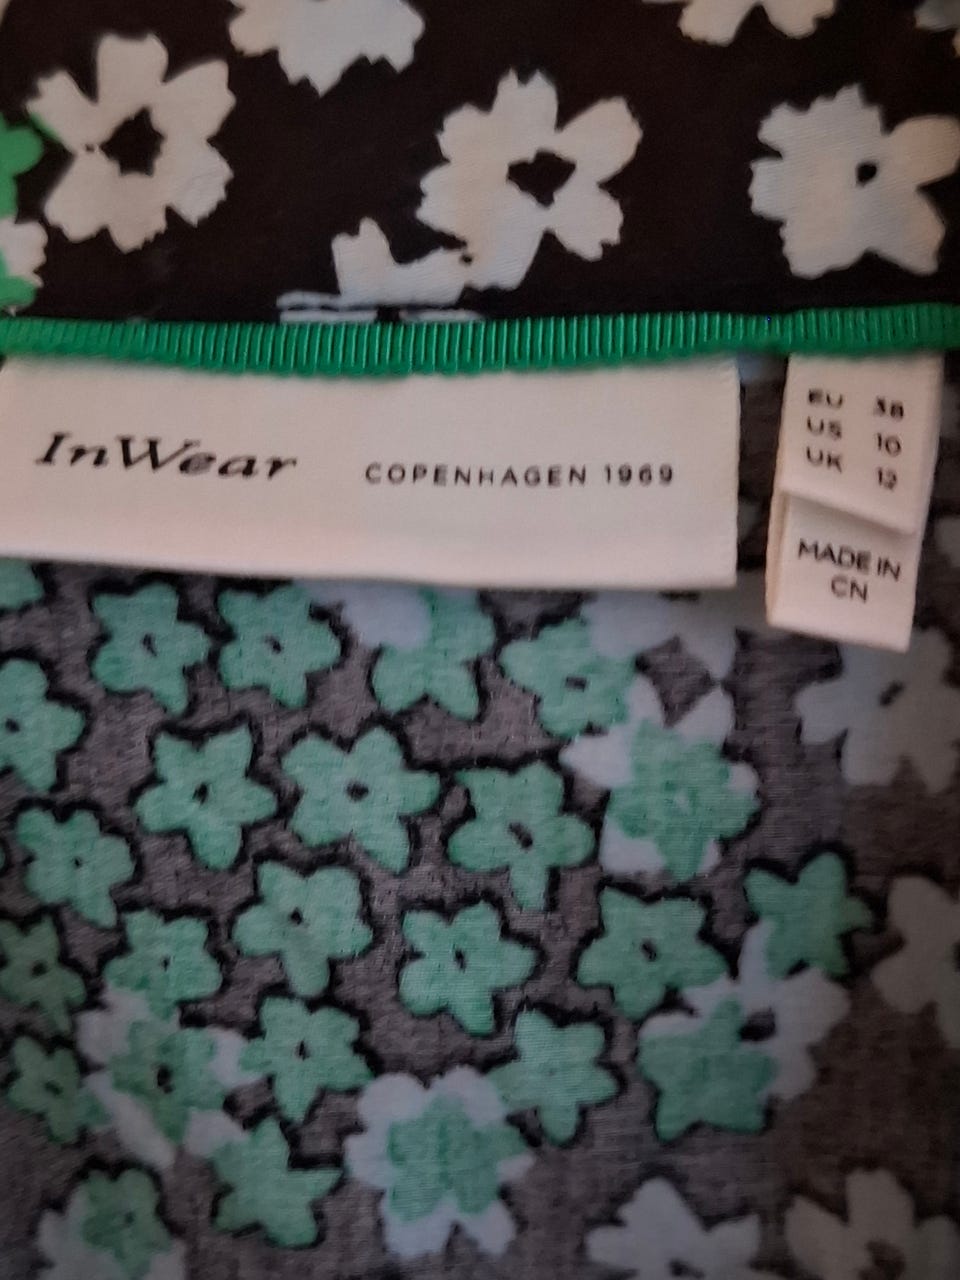 InWear COPENHAGEN 1969
EU 38
US 10
UK 12
MADE IN
CN